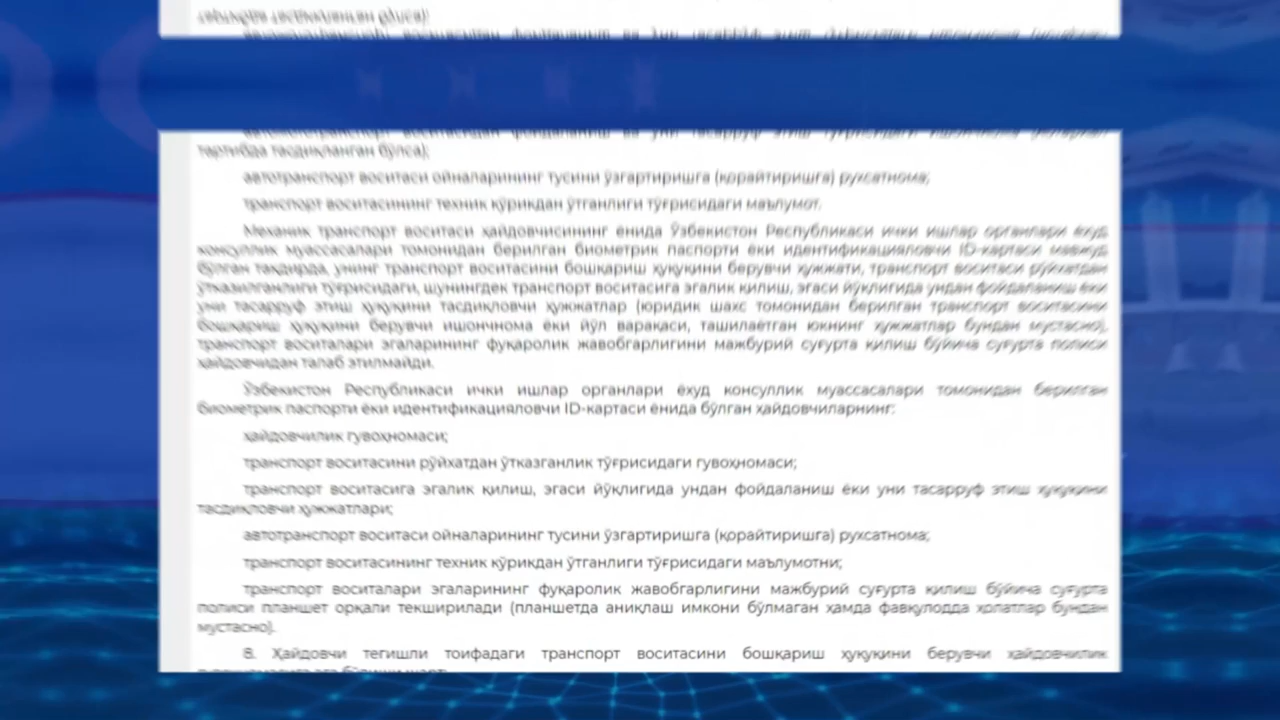 тартибда тасдиқланган бўлса);
автотранспорт воситаси ойналарининг тусини ўзгартиришга (қорайтиришга) рухсатнома;
транспорт воситасининг техник кўрикдан ўтганлиги тўғрисидаги маълумот.
Механик транспорт воситаси ҳайдовчисининг ёнида Ўзбекистон Республикаси ички ишлар органлари ёхуд
консуллик муассасалари томонидан берилган биометрик паспорти ёки идентификацияловчи ID-картаси мавжуд
бўлган тақдирда, унинг транспорт воситасини бошқариш ҳуқуқини берувчи ҳужжати, транспорт воситаси рўйхатдан
ўтказилганлиги тўғрисидаги, шунингдек транспорт воситасига эгалик қилиш, эгаси йўқлигида ундан фойдаланиш ёки
уни тасарруф этиш ҳуқуқини тасдиқловчи ҳужжатлар (юридик шахс томонидан берилган транспорт воситасини
бошқариш ҳуқуқини берувчи ишончнома ёки йўл варақаси, ташилаётган юкнинг ҳужжатлар бундан мустасно),
транспорт воситалари эгаларининг фуқаролик жавобгарлигини мажбурий суғурта қилиш бўйича суғурта полиси
ҳайдовчидан талаб этилмайди.
Ўзбекистон Республикаси ички ишлар органлари ёхуд консуллик муассасалари томонидан берилган
биометрик паспорти ёки идентификацияловчи ID-картаси ёнида бўлган ҳайдовчиларнинг:
ҳайдовчилик гувоҳномаси;
транспорт воситасини рўйхатдан ўтказганлик тўғрисидаги гувоҳномаси;
транспорт воситасига эгалик қилиш, эгаси йўқлигида ундан фойдаланиш ёки уни тасарруф этиш ҳуқуқини
тасдиқловчи ҳужжатлари;
автотранспорт воситаси ойналарининг тусини ўзгартиришга (қорайтиришга) рухсатнома;
транспорт воситасининг техник кўрикдан ўтганлиги тўғрисидаги маълумотни;
транспорт воситалари эгаларининг фуқаролик жавобгарлигини мажбурий суғурта қилиш бўйича суғурта
полиси планшет орқали текширилади (планшетда аниқлаш имкони бўлмаган ҳамда фавқулодда ҳолатлар бундан
мустасно).
8. Ҳайдовчи тегишли тоифадаги транспорт воситасини бошқариш ҳуқуқини берувчи ҳайдовчилик